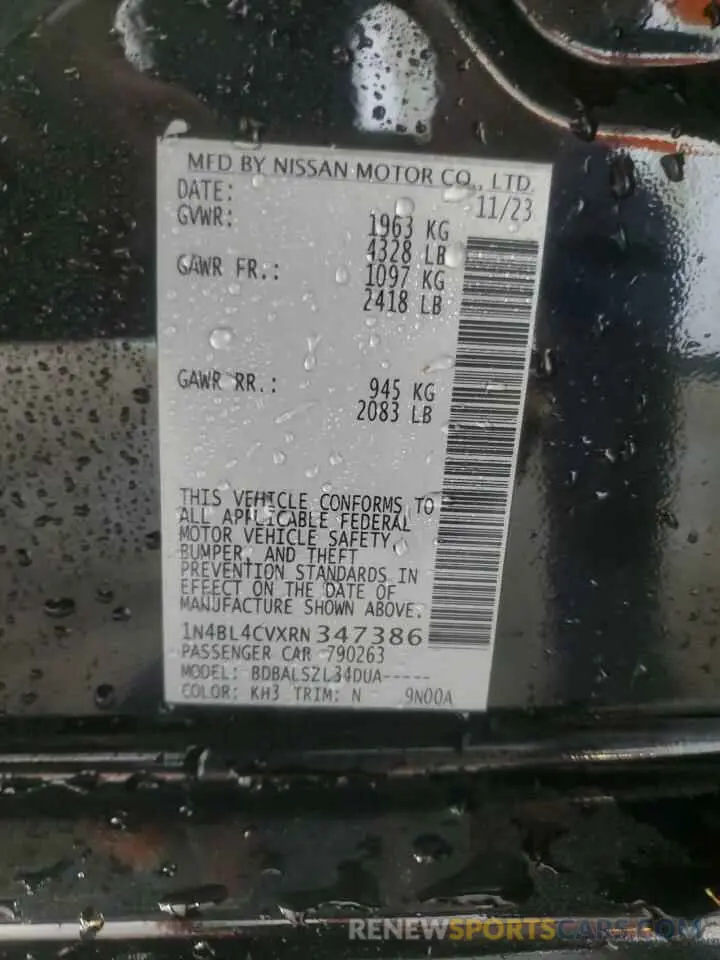 MFD BY NISSAN MOTOR CO., LTD.
DATE: 11/23
GVWR: 1963 KG
4328 LB
GAWR FR.: 1097 KG
2418 LB
GAWR RR.: 945 KG
2083 LB
THIS VEHICLE CONFORMS TO
ALL APPLICABLE FEDERAL
MOTOR VEHICLE SAFETY,
BUMPER, AND THEFT
PREVENTION STANDARDS IN
EFFECT ON THE DATE OF
MANUFACTURE SHOWN ABOVE.
1N4BL4CVXRN347386
PASSENGER CAR 790263
MODEL: BDBALSZL34DUA-----
COLOR: KH3 TRIM: N 9N00A
RENEWSPORTSCARS.COM